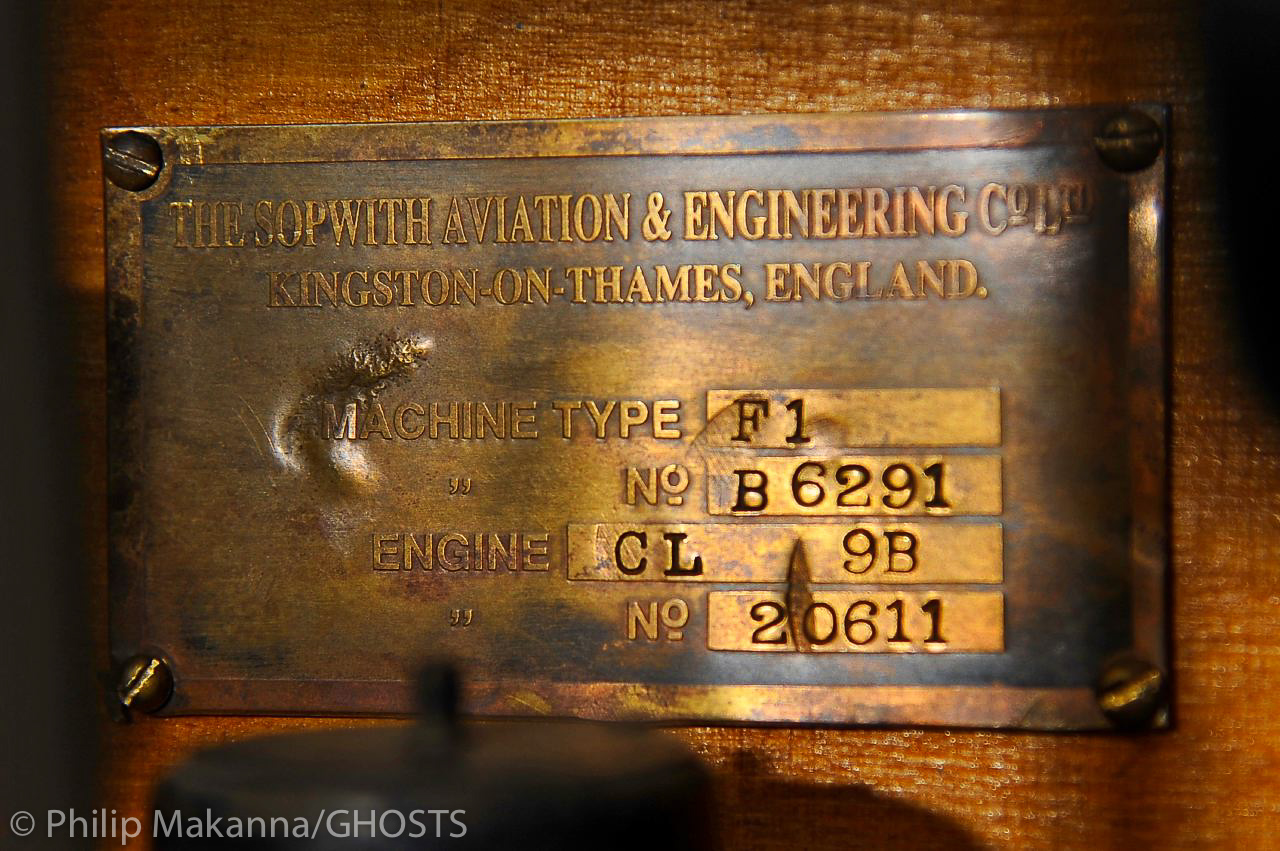 THE SOPWITH AVIATION & ENGINEERING Cº LTD
KINGSTON-ON-THAMES, ENGLAND.
MACHINE TYPE F1
" Nº B 6291
ENGINE CL 9B
" Nº 20611
© Philip Makanna/GHOSTS